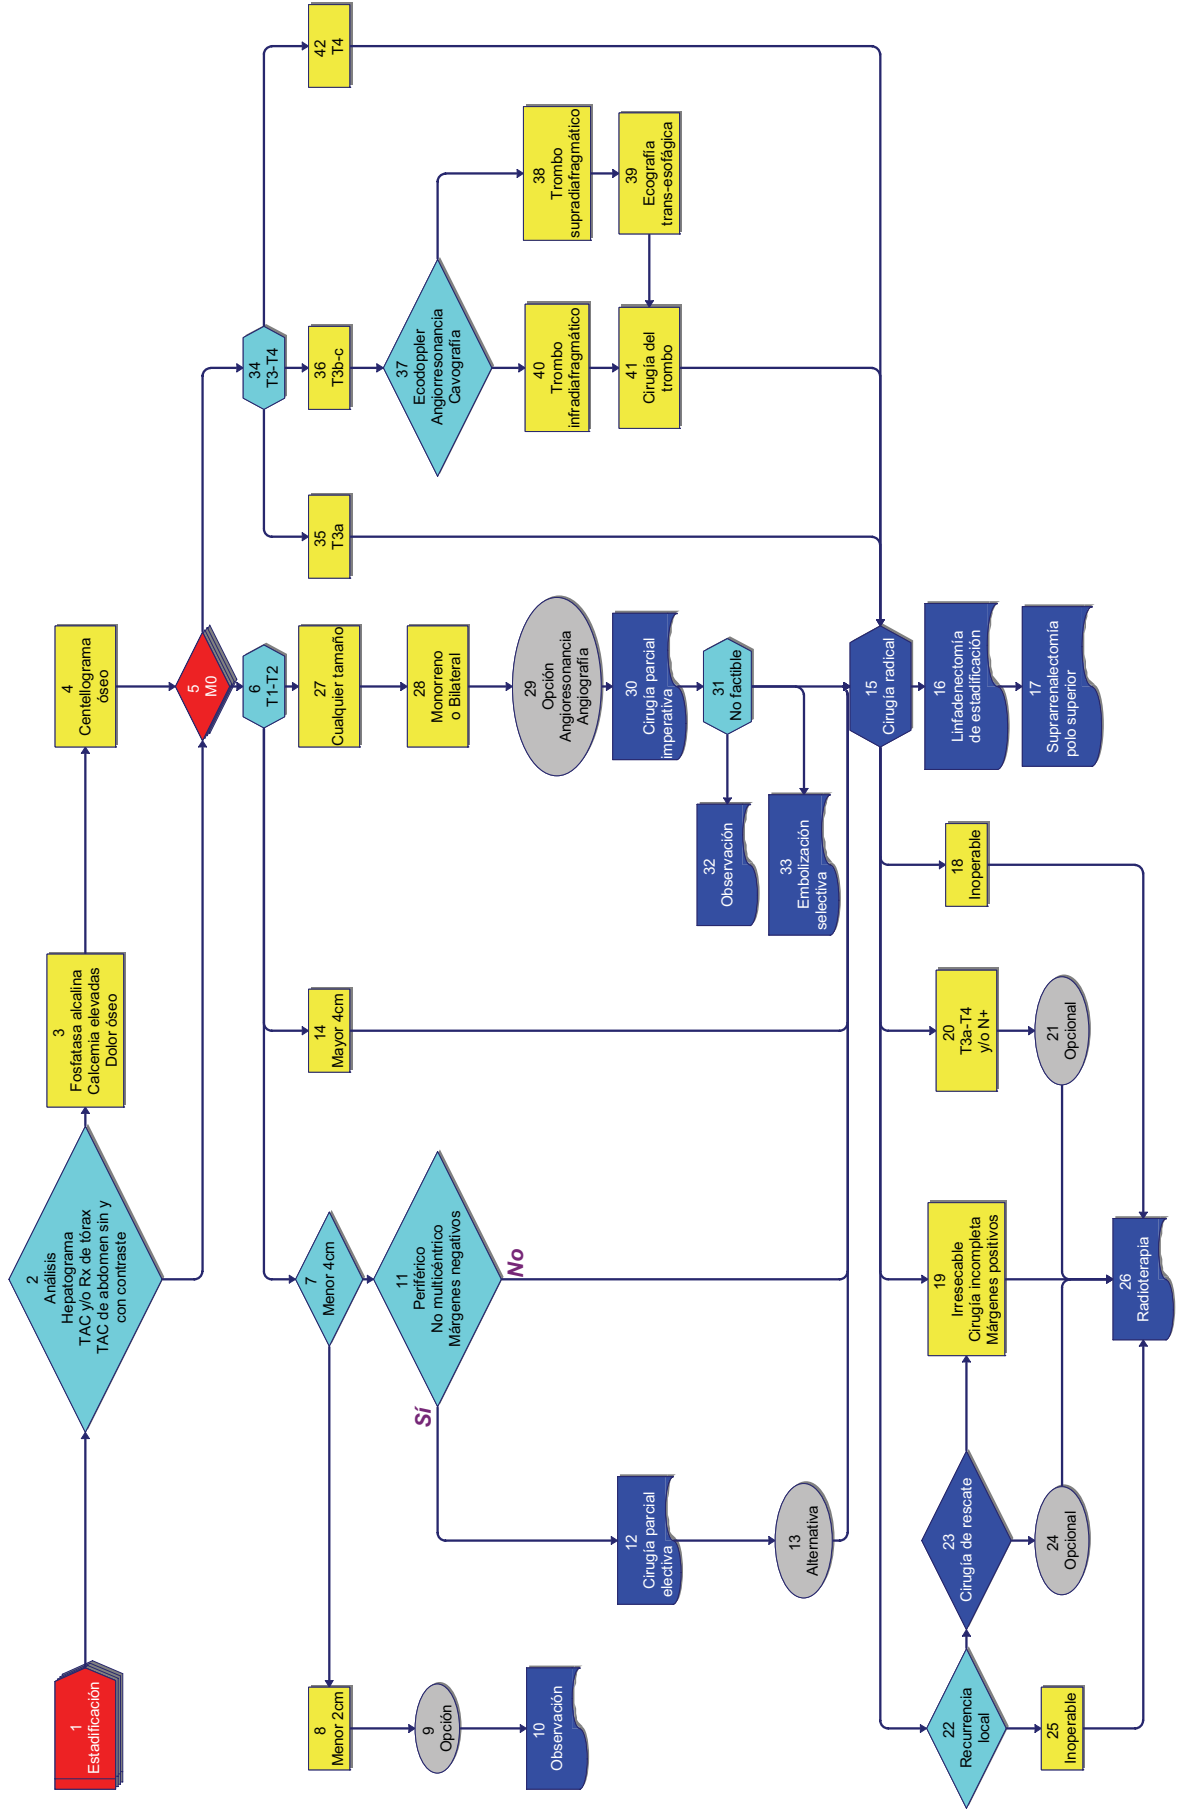 1
Estadificación
2
Análisis
Hepatograma
TAC y/o Rx de tórax
TAC de abdomen sin y
con contraste
3
Fosfatasa alcalina
Calcemia elevadas
Dolor óseo
4
Centellograma
óseo
5
M0
6
T1-T2
7
Menor 4cm
8
Menor 2cm
9
Opción
10
Observación
11
Periférico
No multicéntrico
Márgenes negativos
Sí
No
12
Cirugía parcial
electiva
13
Alternativa
14
Mayor 4cm
15
Cirugía radical
16
Linfadenectomía
de estadificación
17
Suprarrenalectomía
polo superior
18
Inoperable
19
Irresecable
Cirugía incompleta
Márgenes positivos
20
T3a-T4
y/o N+
21
Opcional
22
Recurrencia
local
23
Cirugía de rescate
24
Opcional
25
Inoperable
26
Radioterapia
27
Cualquier tamaño
28
Monorreno
o Bilateral
29
Opción
Angioresonancia
Angiografía
30
Cirugía parcial
imperativa
31
No factible
32
Observación
33
Embolización
selectiva
34
T3-T4
35
T3a
36
T3b-c
37
Ecodoppler
Angiorresonancia
Cavografía
38
Trombo
supradiafragmático
39
Ecografía
trans-esofágica
40
Trombo
infradiafragmático
41
Cirugía del
trombo
42
T4